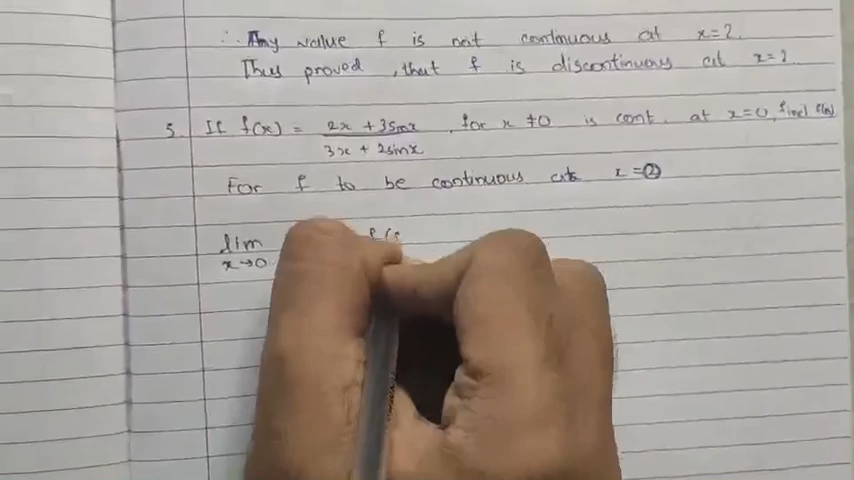 ∴ Any value f is not continuous at x=2.
Thus proved, that f is discontinuous at x=2.
5. If f(x) = (2x + 3sinx)/(3x + 2sinx), for x ≠0 is cont. at x=0, find f(0)
For f to be continuous at x =
lim x→0 f(